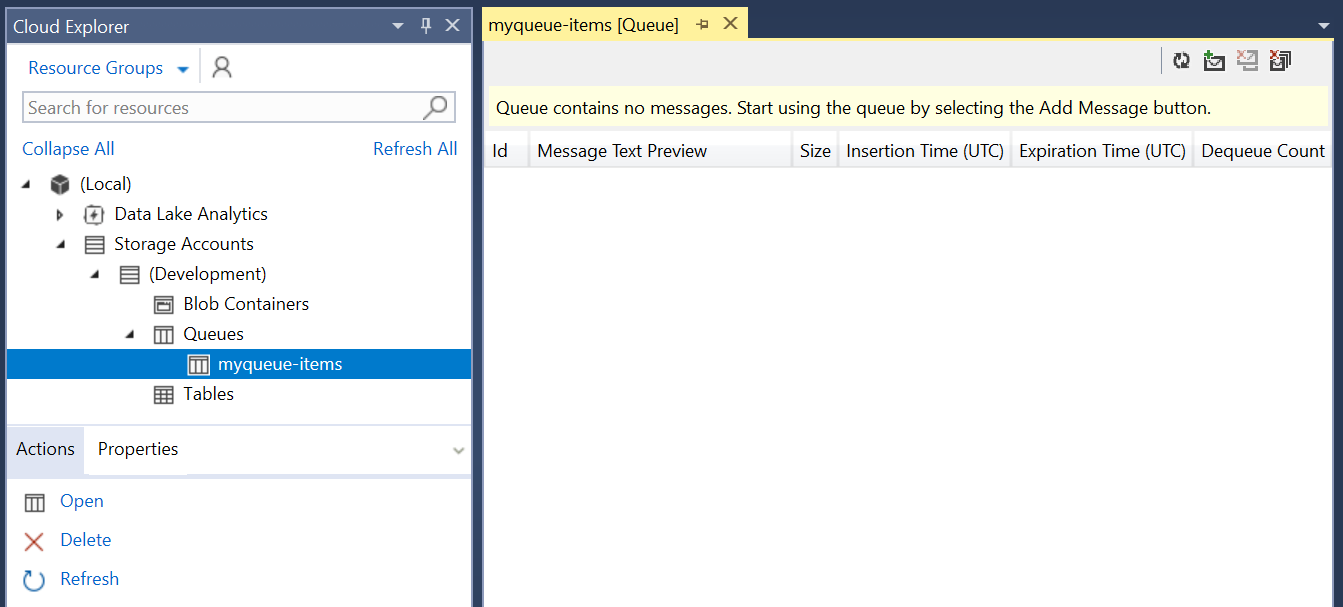 Cloud Explorer
Resource Groups
Search for resources
Collapse All Refresh All
(Local)
Data Lake Analytics
Storage Accounts
(Development)
Blob Containers
Queues
myqueue-items
Tables
Actions Properties
Open
Delete
Refresh
myqueue-items [Queue]
Queue contains no messages. Start using the queue by selecting the Add Message button.
Id Message Text Preview Size Insertion Time (UTC) Expiration Time (UTC) Dequeue Count